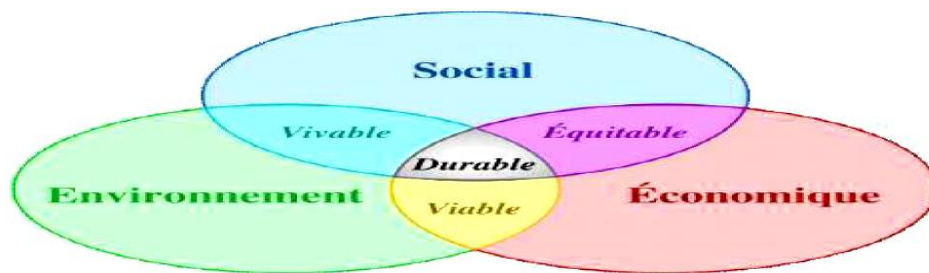 Social
Vivable
Équitable
Durable
Environnement
Viable
Économique